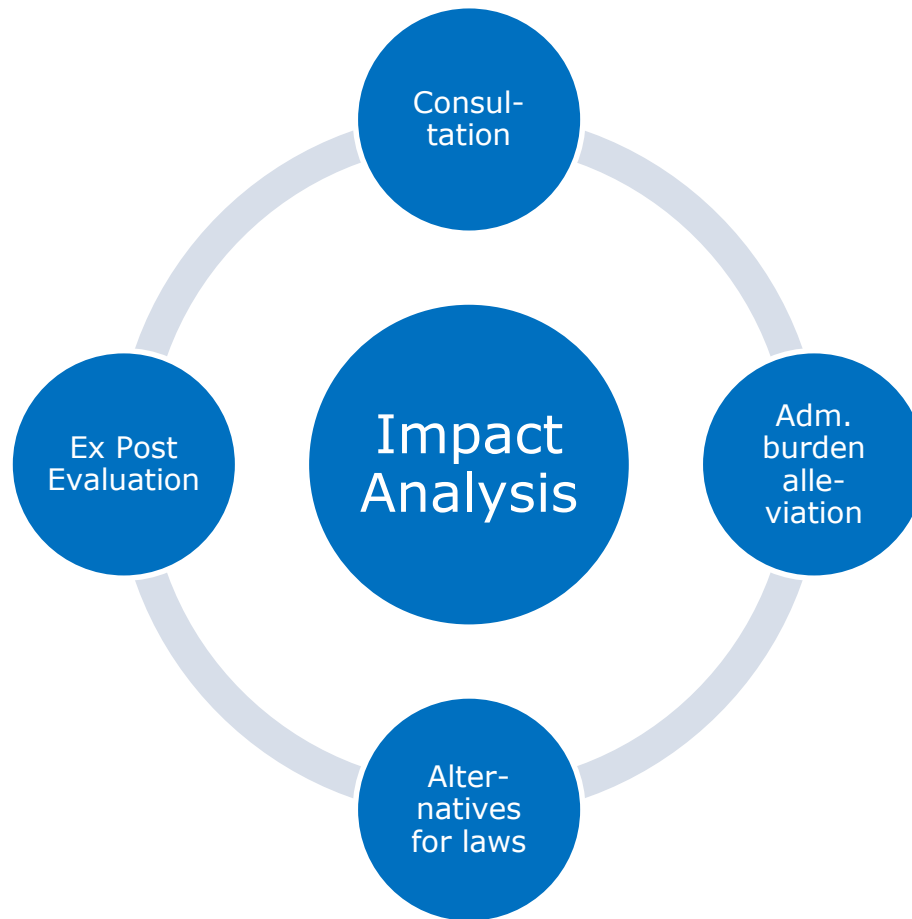 Consul-
tation
Ex Post
Evaluation
Impact
Analysis
Adm.
burden
alle-
viation
Alter-
natives
for laws